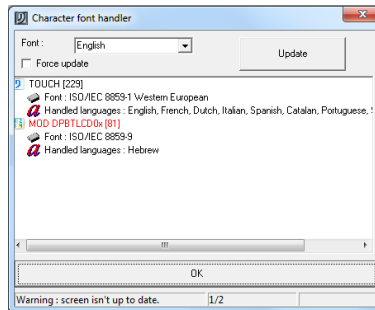 Character font handler
Font :
English
Update
Force update
TOUCH [229]
Font : ISO/IEC 8859-1 Western European
Handled languages : English, French, Dutch, Italian, Spanish, Catalan, Portuguese,
MOD DPBTLCD0x [81]
Font : ISO/IEC 8859-9
Handled languages : Hebrew
OK
Warning : screen isn't up to date.
1/2